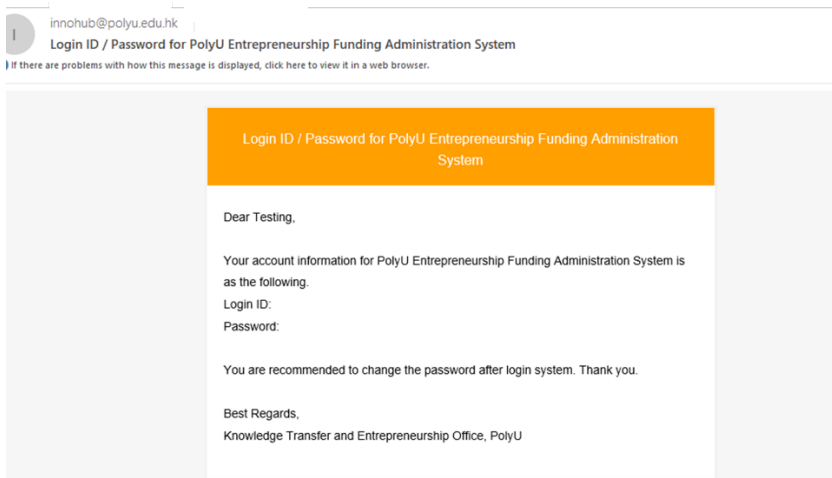 I
innohub@polyu.edu.hk
Login ID / Password for PolyU Entrepreneurship Funding Administration System
If there are problems with how this message is displayed, click here to view it in a web browser.
Login ID / Password for PolyU Entrepreneurship Funding Administration
System
Dear Testing,
Your account information for PolyU Entrepreneurship Funding Administration System is
as the following.
Login ID:
Password:
You are recommended to change the password after login system. Thank you.
Best Regards,
Knowledge Transfer and Entrepreneurship Office, PolyU